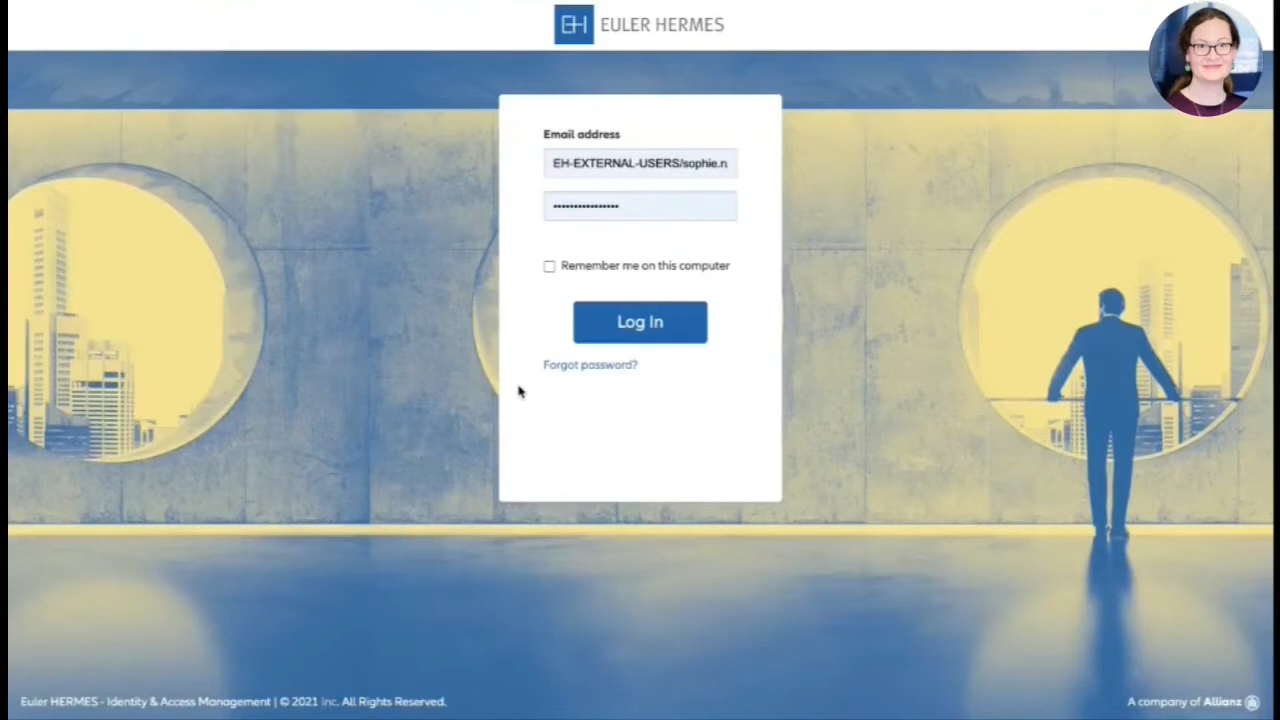 EH EULER HERMES
Email address
EH-EXTERNAL-USERS/sophie.r
••••••••••••••••
Remember me on this computer
Log In
Forgot password?
Euler HERMES - Identity & Access Management | © 2021 Inc. All Rights Reserved.
A company of Allianz